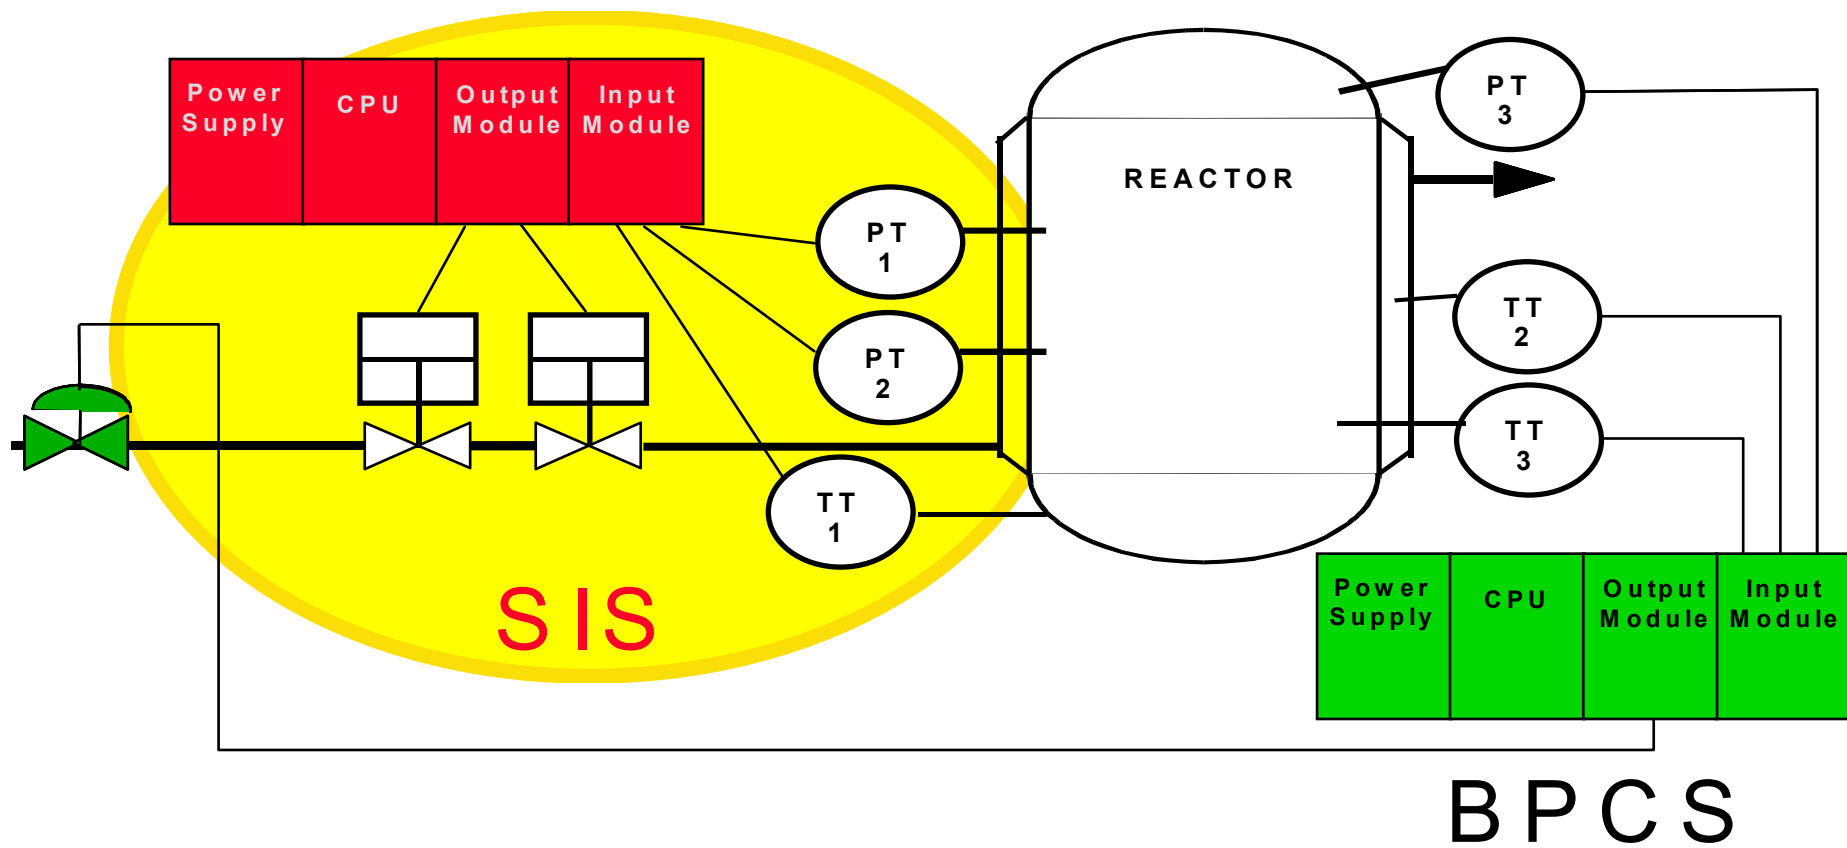 Power
Supply
CPU
Output
Module
Input
Module
PT
3
REACTOR
PT
1
TT
2
PT
2
TT
3
TT
1
SIS
Power
Supply
CPU
Output
Module
Input
Module
BPCS